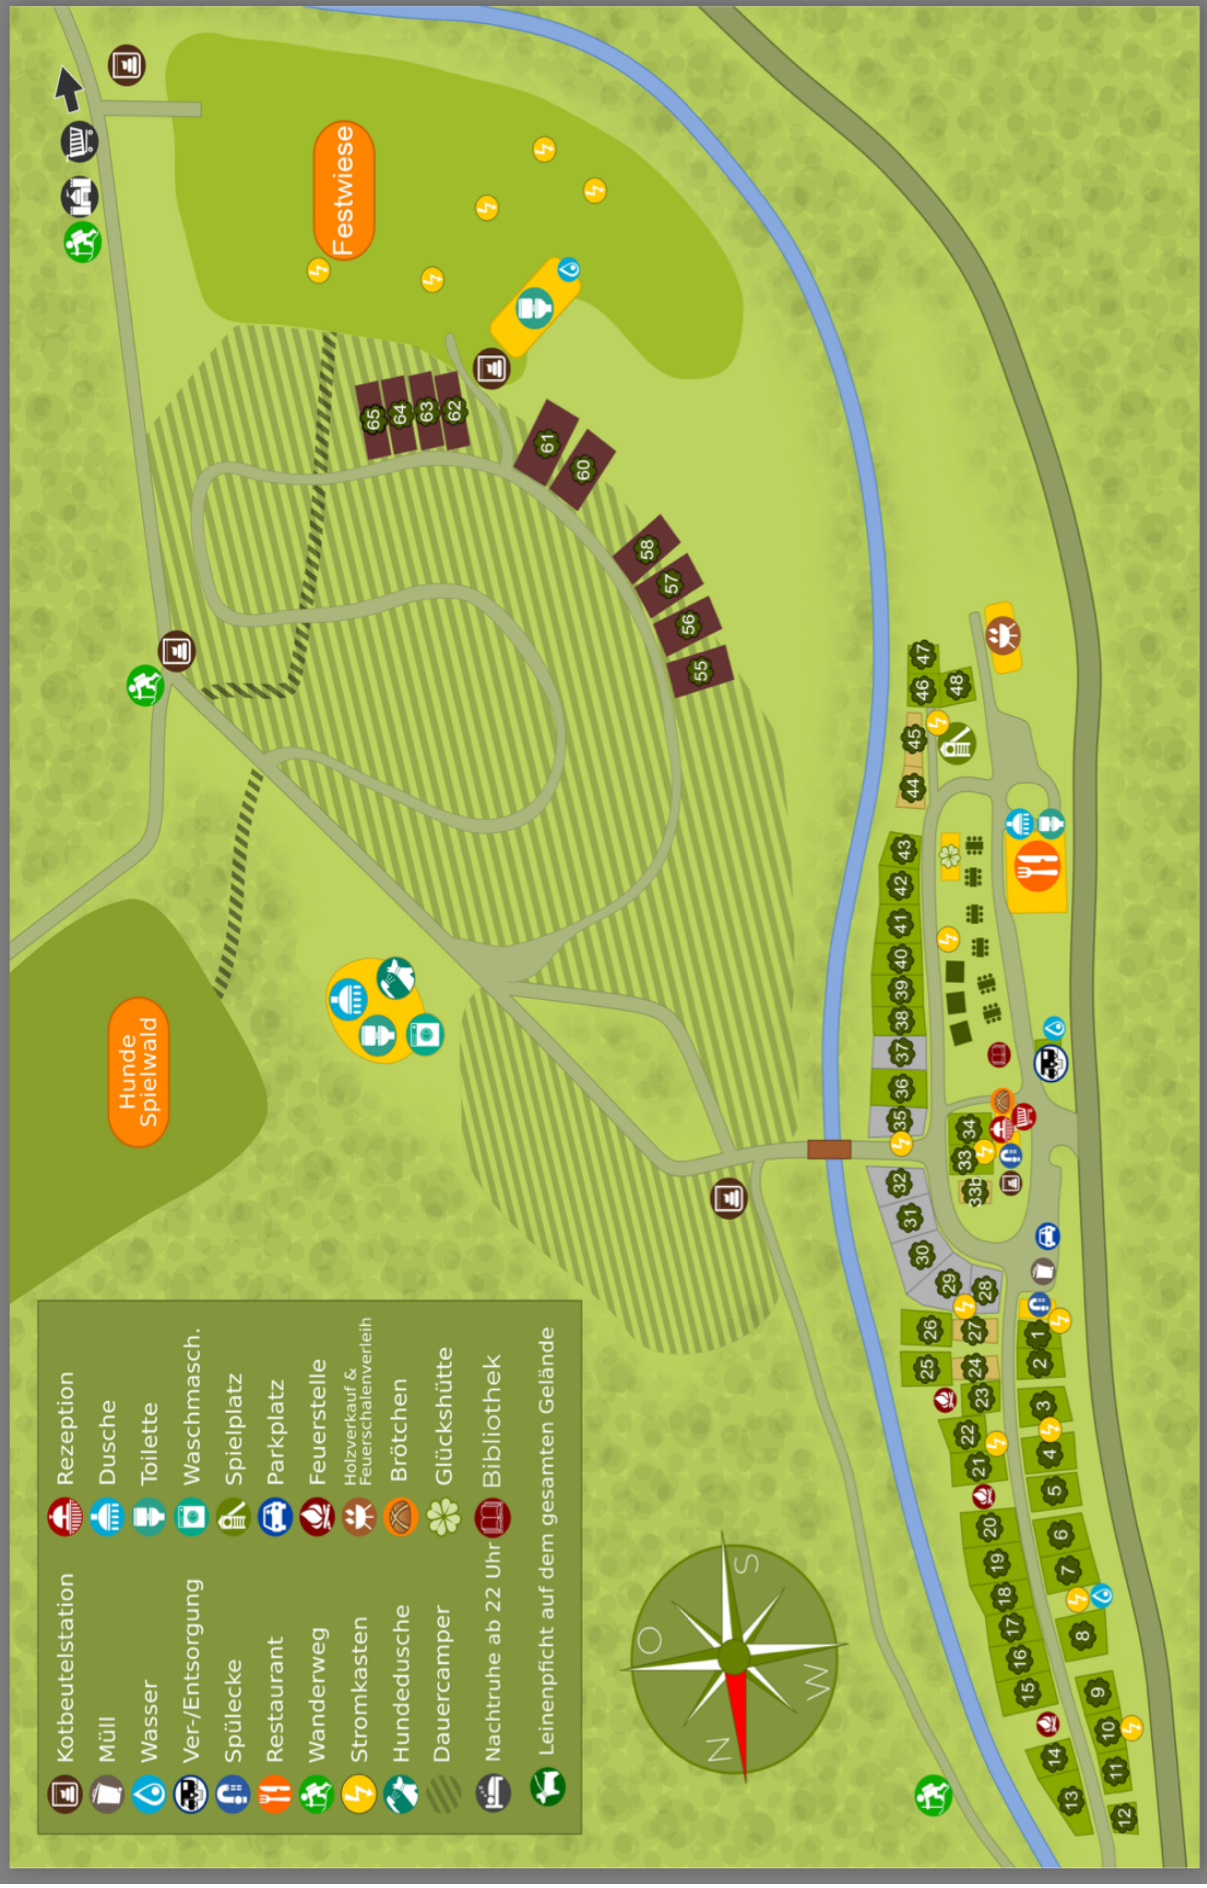 Festwiese
Hunde
Spielwald
65
64
63
62
61
60
58
57
56
55
47
46
48
45
44
43
42
41
40
39
38
37
36
35
34
33
33b
32
31
30
29
28
26
27
25
24
23
22
21
20
19
18
17
16
15
14
13
1
2
3
4
5
6
7
8
9
10
11
12
Kotbeutelstation
Müll
Wasser
Ver-/Entsorgung
Spülecke
Restaurant
Wanderweg
Stromkasten
Hundedusche
Dauercamper
Nachtruhe ab 22 Uhr
Leinenpflicht auf dem gesamten Gelände
Rezeption
Dusche
Toilette
Waschmasch.
Spielplatz
Parkplatz
Feuerstelle
Holzverkauf &
Feuerschalenverleih
Brötchen
Glückshütte
Bibliothek
N
O
S
W